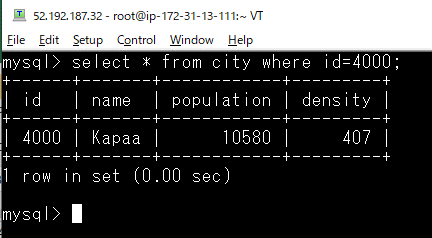 52.192.187.32 - root@ip-172-31-13-111:~ VT
File Edit Setup Control Window Help
mysql> select * from city where id=4000;
+------+-------+------------+---------+
| id   | name  | population | density |
+------+-------+------------+---------+
| 4000 | Kapaa |      10580 |     407 |
+------+-------+------------+---------+
1 row in set (0.00 sec)
mysql>